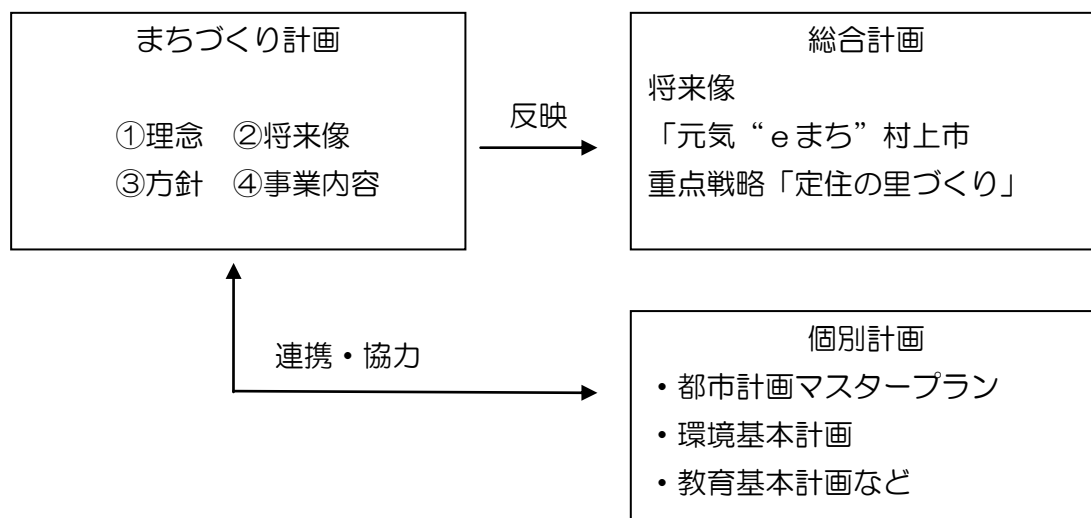 まちづくり計画
①理念　②将来像
③方針　④事業内容
反映
総合計画
将来像
「元気“ｅまち”村上市
重点戦略「定住の里づくり」
連携・協力
個別計画
・都市計画マスタープラン
・環境基本計画
・教育基本計画など